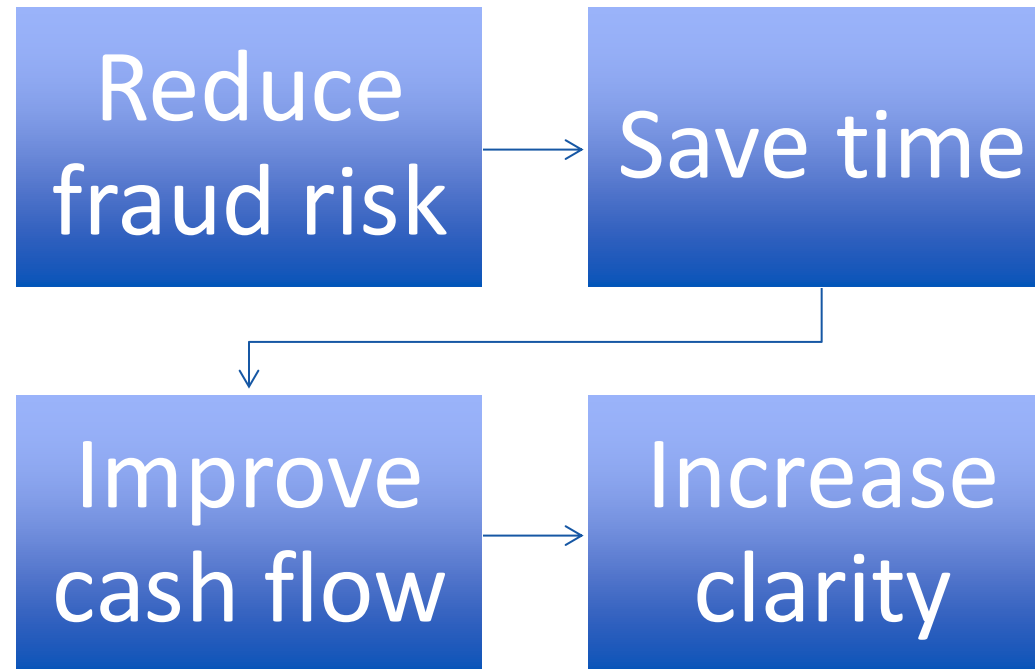 Reduce
fraud risk
Save time
Improve
cash flow
Increase
clarity